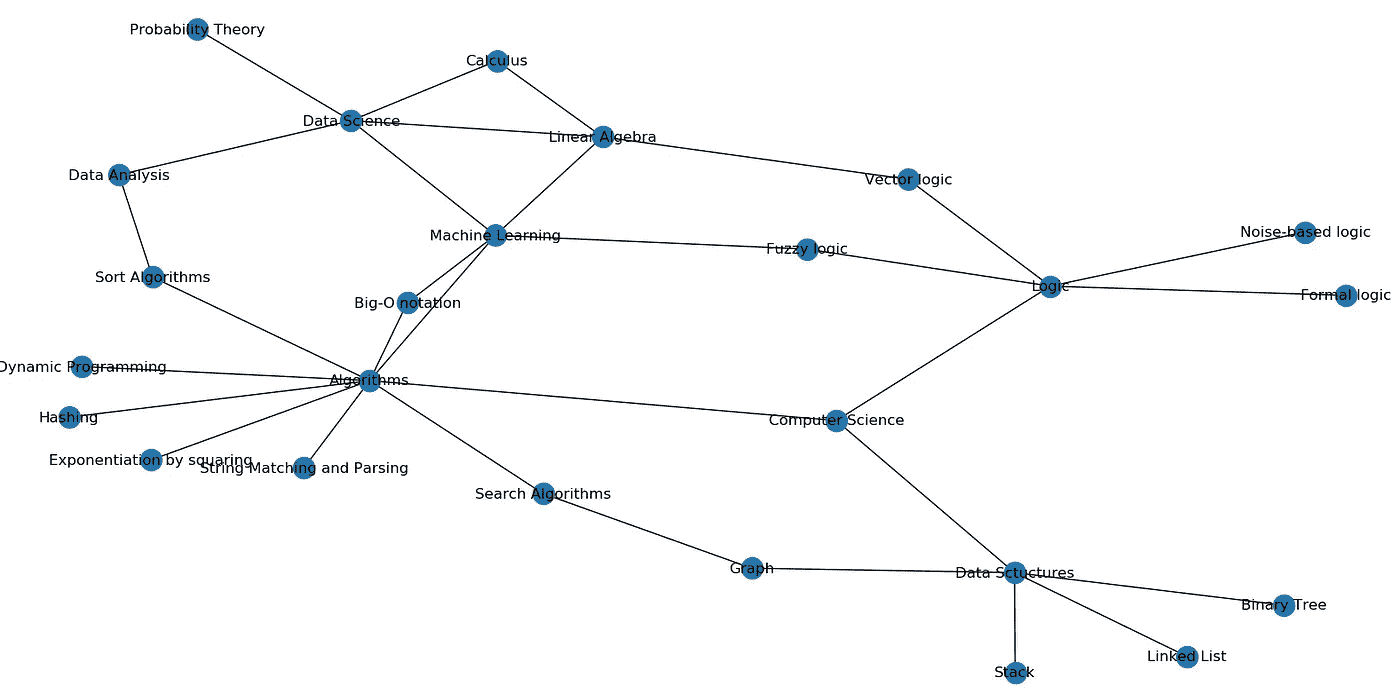 Probability Theory
Calculus
Data Science
Linear Algebra
Data Analysis
Vector logic
Machine Learning
Noise-based logic
Fuzzy logic
Sort Algorithms
Logic
Formal logic
Big-O notation
Dynamic Programming
Algorithms
Hashing
Computer Science
Exponentiation by squaring
String Matching and Parsing
Search Algorithms
Graph
Data Sctuctures
Binary Tree
Linked List
Stack